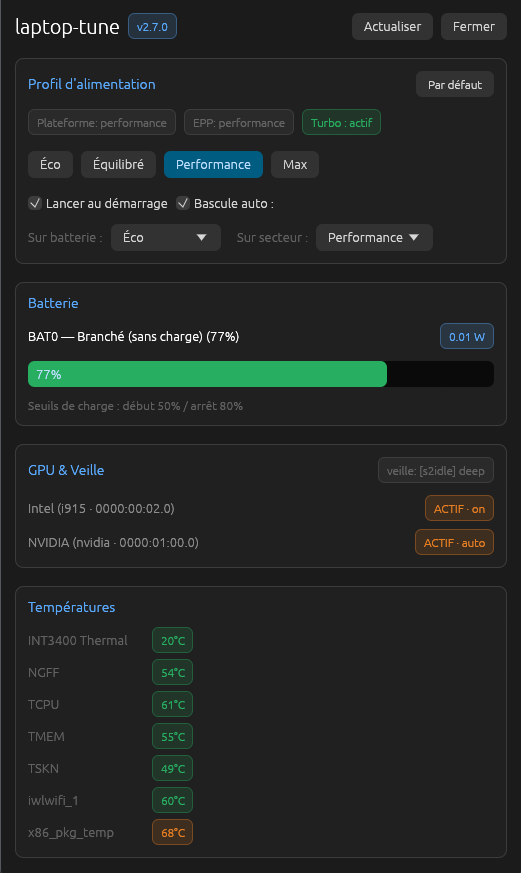 laptop-tune v2.7.0 Actualiser Fermer
Profil d'alimentation Par défaut
Plateforme: performance EPP: performance Turbo : actif
Éco Équilibré Performance Max
Lancer au démarrage Bascule auto :
Sur batterie : Éco Sur secteur : Performance
Batterie
BAT0 — Branché (sans charge) (77%) 0.01 W
77%
Seuils de charge : début 50% / arrêt 80%
GPU & Veille veille: [s2idle] deep
Intel (i915 · 0000:00:02.0) ACTIF · on
NVIDIA (nvidia · 0000:01:00.0) ACTIF · auto
Températures
INT3400 Thermal 20°C
NGFF 54°C
TCPU 61°C
TMEM 55°C
TSKN 49°C
iwlwifi_1 60°C
x86_pkg_temp 68°C